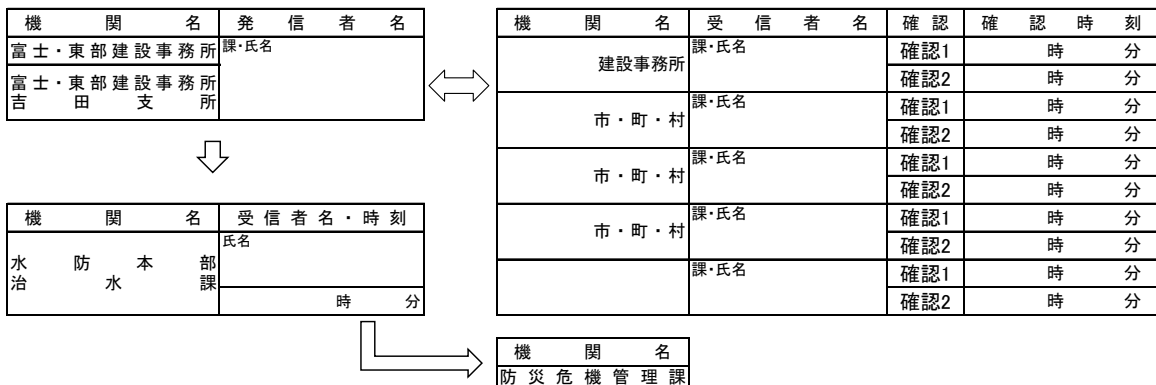 機関名 発信者名
富士・東部建設事務所 課・氏名
富士・東部建設事務所
吉田支所
機関名 受信者名・時刻
水防本部 氏名
治水課
時 分
機関名 受信者名 確認 確認時刻
建設事務所 課・氏名 確認1 時 分
確認2 時 分
市・町・村 課・氏名 確認1 時 分
確認2 時 分
市・町・村 課・氏名 確認1 時 分
確認2 時 分
市・町・村 課・氏名 確認1 時 分
確認2 時 分
課・氏名 確認1 時 分
確認2 時 分
機関名
防災危機管理課